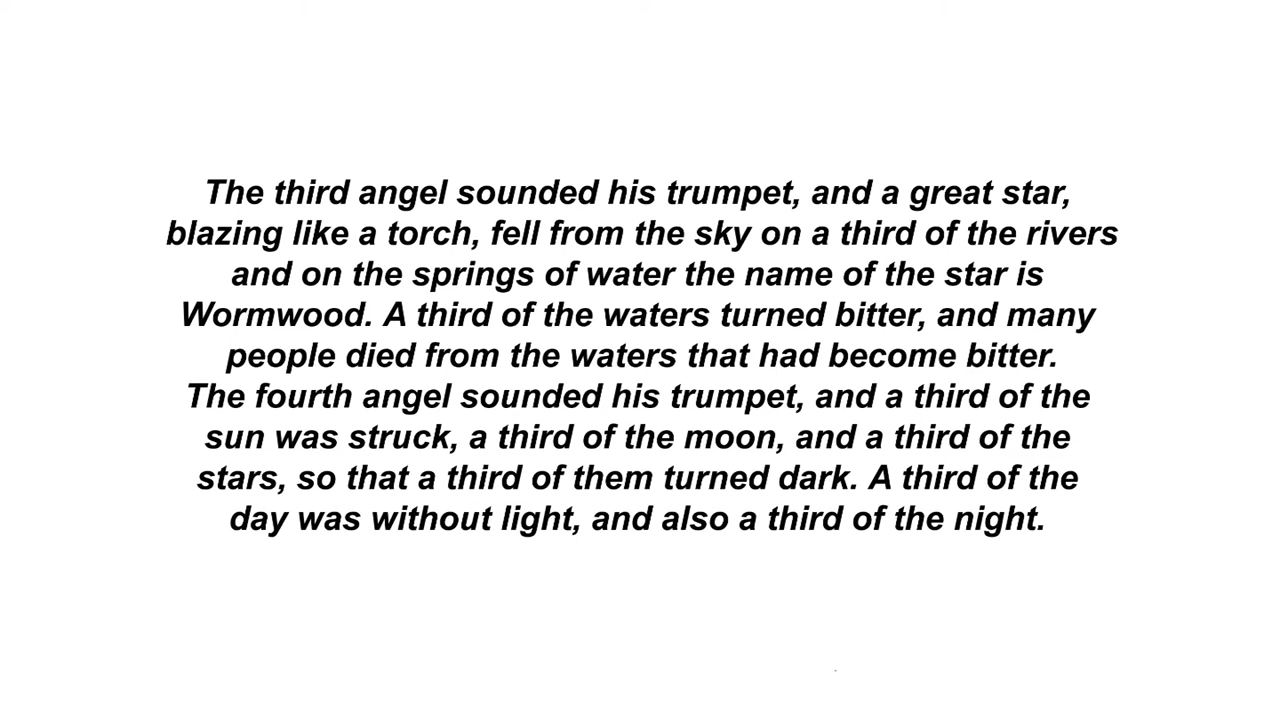 The third angel sounded his trumpet, and a great star,
blazing like a torch, fell from the sky on a third of the rivers
and on the springs of water the name of the star is
Wormwood. A third of the waters turned bitter, and many
people died from the waters that had become bitter.
The fourth angel sounded his trumpet, and a third of the
sun was struck, a third of the moon, and a third of the
stars, so that a third of them turned dark. A third of the
day was without light, and also a third of the night.